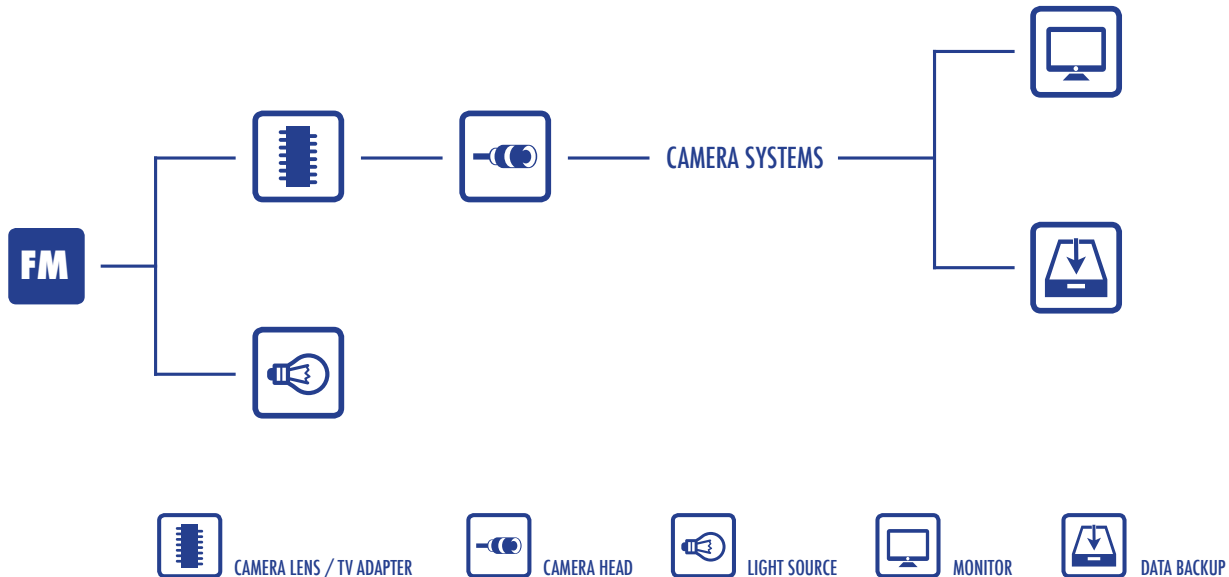 CAMERA SYSTEMS
FM
CAMERA LENS / TV ADAPTER
CAMERA HEAD
LIGHT SOURCE
MONITOR
DATA BACKUP